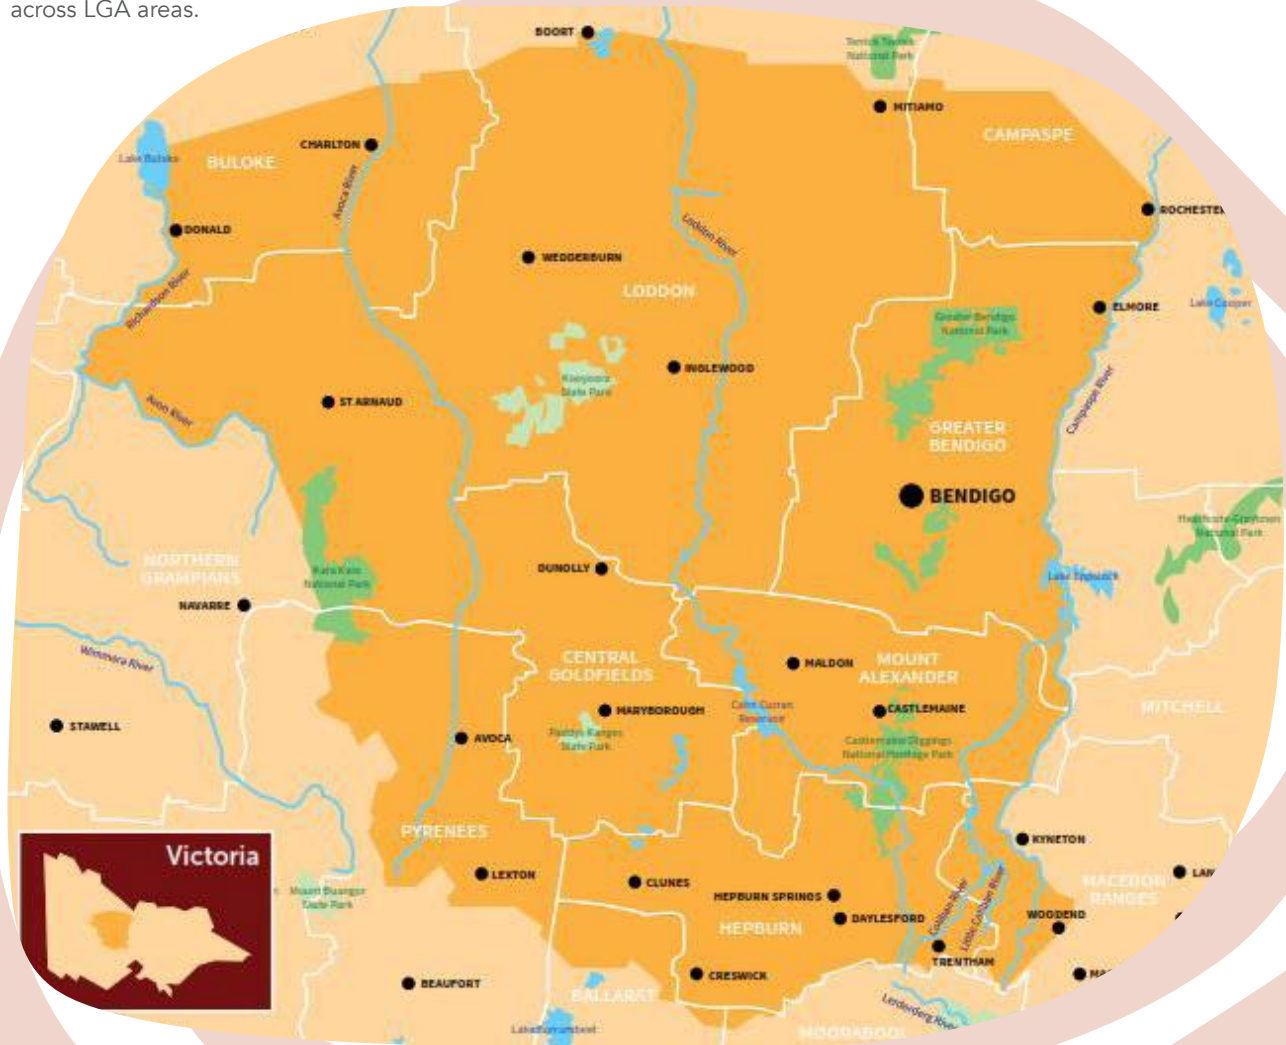 across LGA areas.
BOORT
Terrick Terrick
National Park
MITIAMO
CAMPASPE
CHARLTON
Lake Buloke
BULOKE
Avoca River
ROCHESTER
DONALD
Loddon River
WEDDERBURN
LODDON
Richardson River
ELMORE
Lake Cooper
Greater Bendigo
National Park
INGLEWOOD
Kooyoora
State Park
Campaspe River
ST ARNAUD
Avon River
GREATER
BENDIGO
BENDIGO
Heathcote-Graytown
National Park
NORTHERN
GRAMPIANS
Kara Kara
National Park
DUNOLLY
Lake Eppalock
NAVARRE
Wimmera River
CENTRAL
GOLDFIELDS
MALDON
MOUNT
ALEXANDER
STAWELL
MARYBOROUGH
Cairn Curran
Reservoir
CASTLEMAINE
MITCHELL
AVOCA
Paddys Ranges
State Park
Castlemaine Diggings
National Heritage Park
PYRENEES
KYNETON
Victoria
LEXTON
CLUNES
HEPBURN SPRINGS
MACEDON
RANGES
LAN
Mount Buangor
State Park
Coliban River
Little Coliban River
DAYLESFORD
WOODEND
HEPBURN
TRENTHAM
CRESWICK
BEAUFORT
BALLARAT
Lerderderg River
Lake Burrumbeet
MOORABOOL